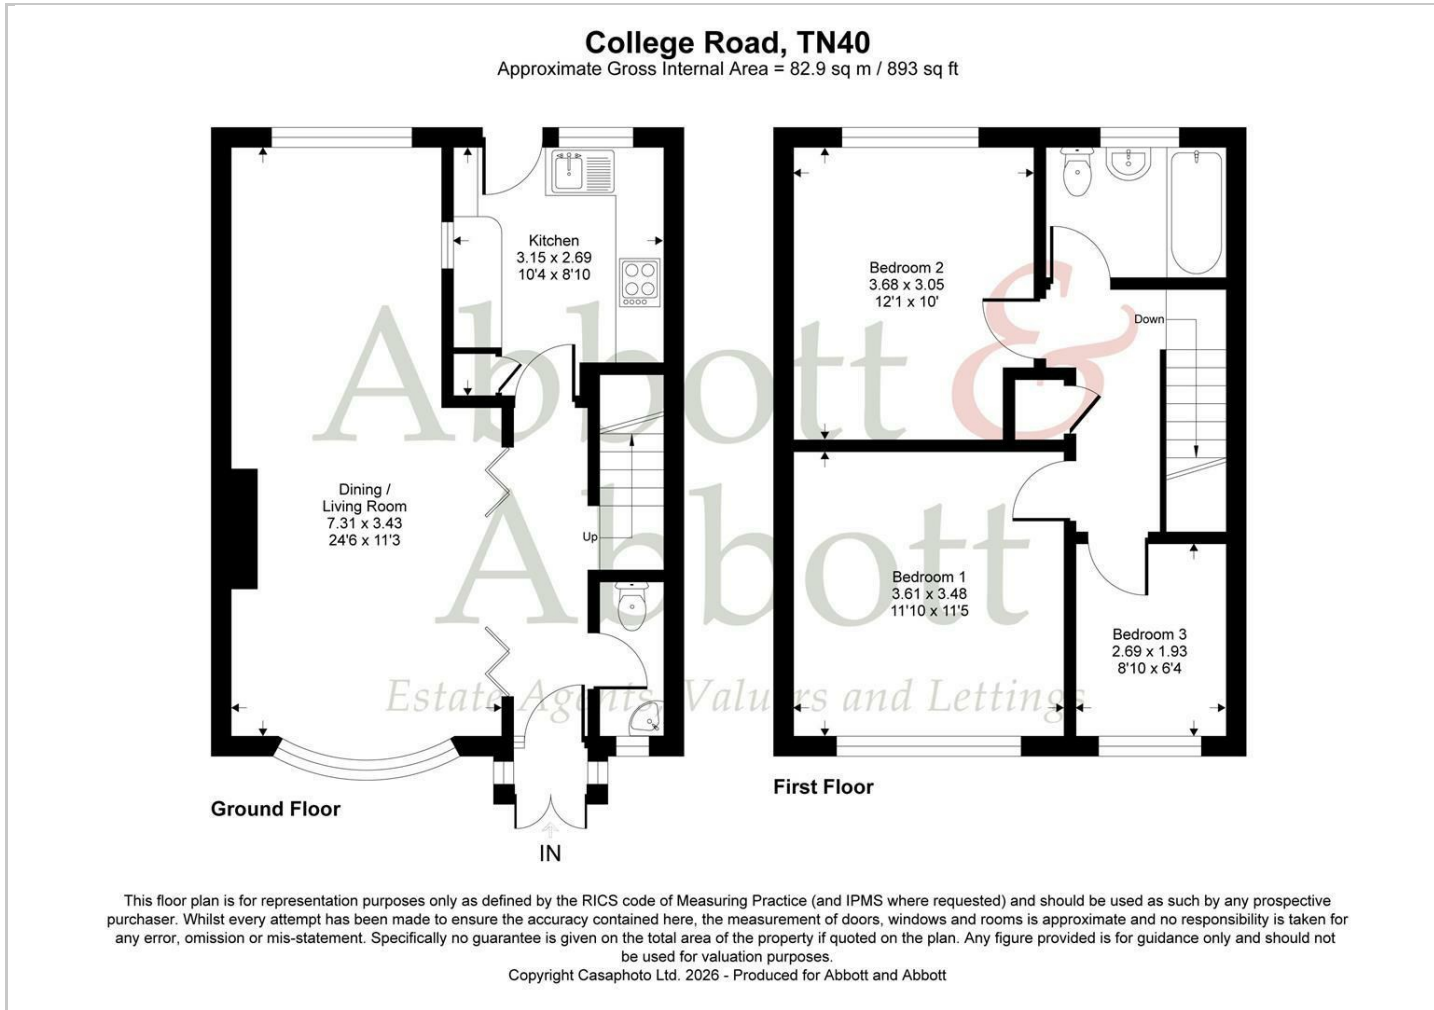 College Road, TN40
Approximate Gross Internal Area = 82.9 sq m / 893 sq ft
Kitchen
3.15 x 2.69
10'4 x 8'10
Dining /
Living Room
7.31 x 3.43
24'6 x 11'3
Up
IN
Ground Floor
Bedroom 2
3.68 x 3.05
12'1 x 10'
Down
Bedroom 1
3.61 x 3.48
11'10 x 11'5
Bedroom 3
2.69 x 1.93
8'10 x 6'4
First Floor
Abbott &
Abbott
Estate Agents, Valuers and Lettings
This floor plan is for representation purposes only as defined by the RICS code of Measuring Practice (and IPMS where requested) and should be used as such by any prospective
purchaser. Whilst every attempt has been made to ensure the accuracy contained here, the measurement of doors, windows and rooms is approximate and no responsibility is taken for
any error, omission or mis-statement. Specifically no guarantee is given on the total area of the property if quoted on the plan. Any figure provided is for guidance only and should not
be used for valuation purposes.
Copyright Casaphoto Ltd. 2026 - Produced for Abbott and Abbott